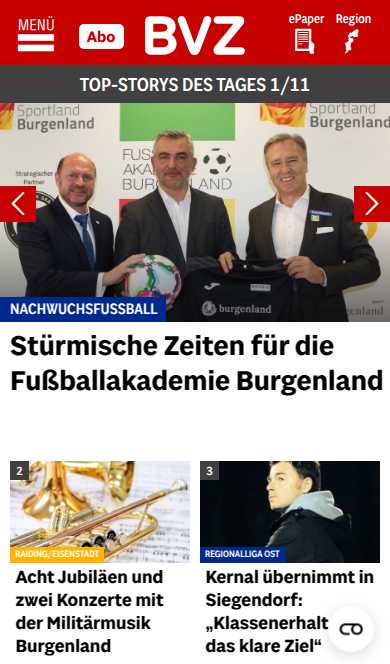 MENÜ
Abo
BVZ
ePaper
Region
TOP-STORYS DES TAGES 1/11
Sportland
Burgenland
Sportland
Burgenland
Strategischer
Partner
FUSS
AKA
BURGENLAND
burgenland
NACHWUCHSFUSSBALL
Stürmische Zeiten für die
Fußballakademie Burgenland
2
RAIDING/EISENSTADT
Acht Jubiläen und
zwei Konzerte mit
der Militärmusik
Burgenland
3
REGIONALLIGA OST
Kernal übernimmt in
Siegendorf:
„Klassenerhalt
das klare Ziel“